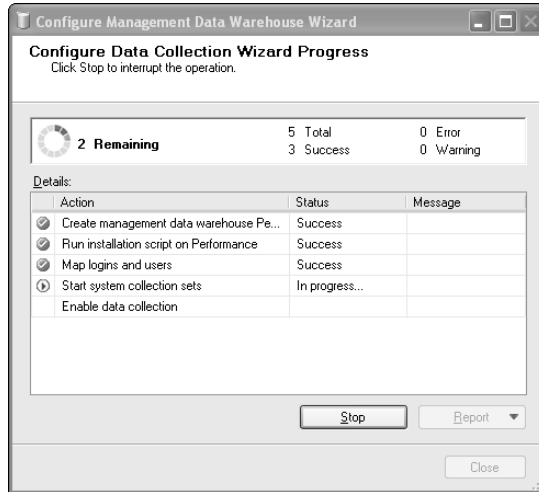 Configure Management Data Warehouse Wizard
Configure Data Collection Wizard Progress
Click Stop to interrupt the operation.
2 Remaining
5 Total
0 Error
3 Success
0 Warning
Details:
Action Status Message
Create management data warehouse Pe... Success
Run installation script on Performance Success
Map logins and users Success
Start system collection sets In progress...
Enable data collection
Stop Report
Close